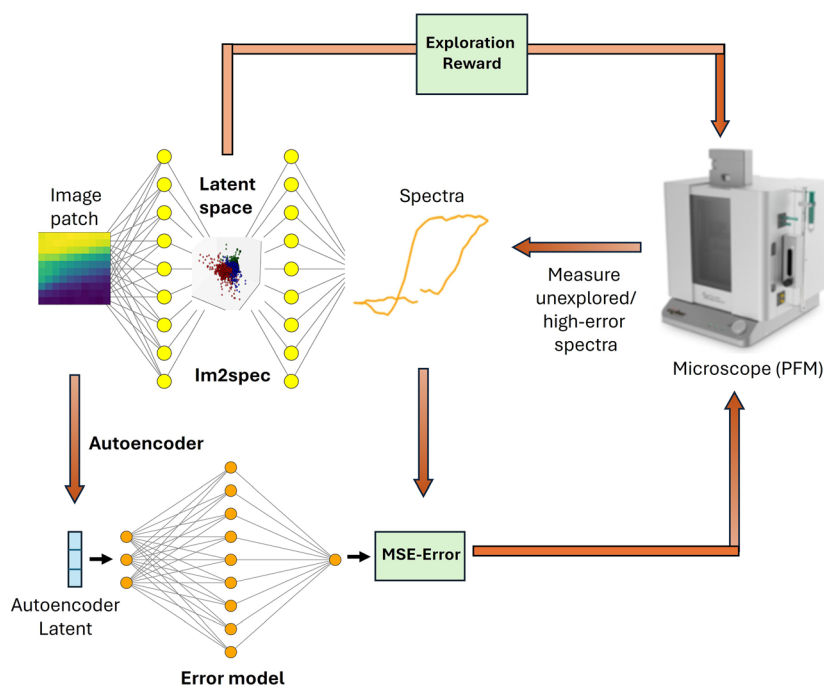 Exploration
Reward
Image
patch
Latent
space
Spectra
Measure
unexplored/
high-error
spectra
Im2spec
Microscope (PFM)
Autoencoder
MSE-Error
Autoencoder
Latent
Error model